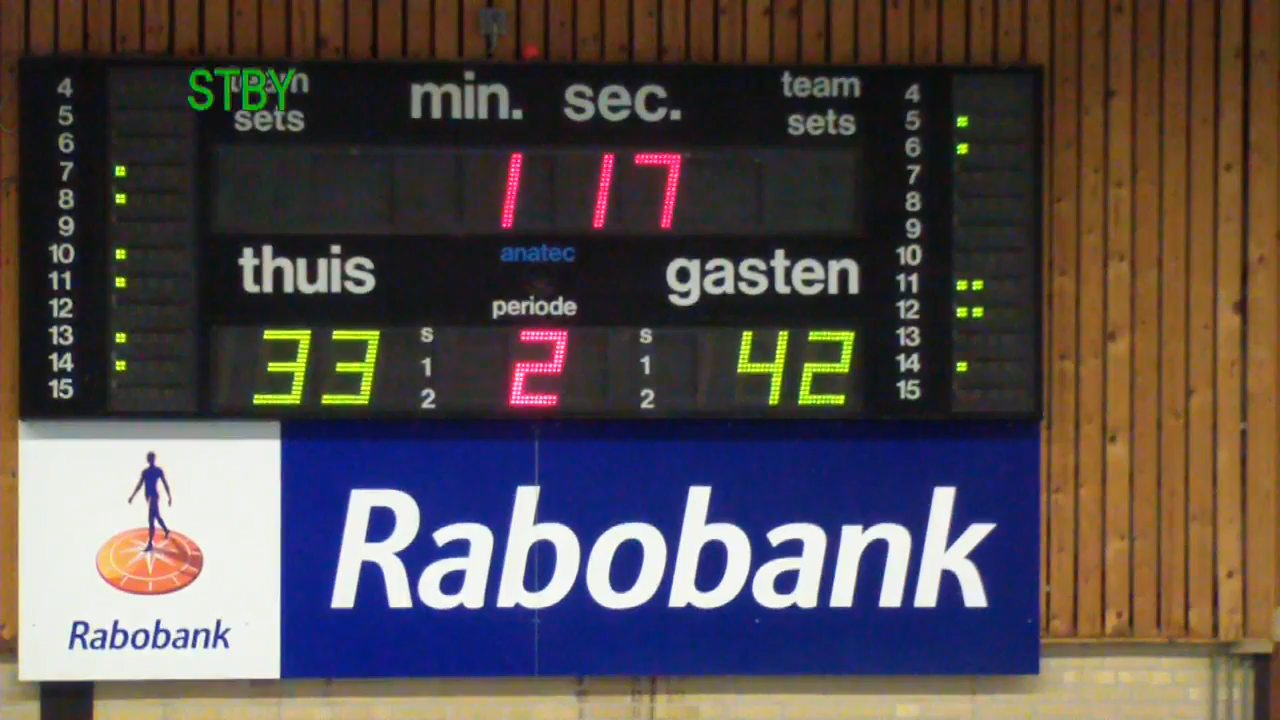 STBY
team sets
min. sec.
team sets
4
5
6
7
8
9
10
11
12
13
14
15
1 17
thuis
anatec
gasten
periode
33
s
1
2
2
s
1
2
42
4
5
6
7
8
9
10
11
12
13
14
15
Rabobank
Rabobank